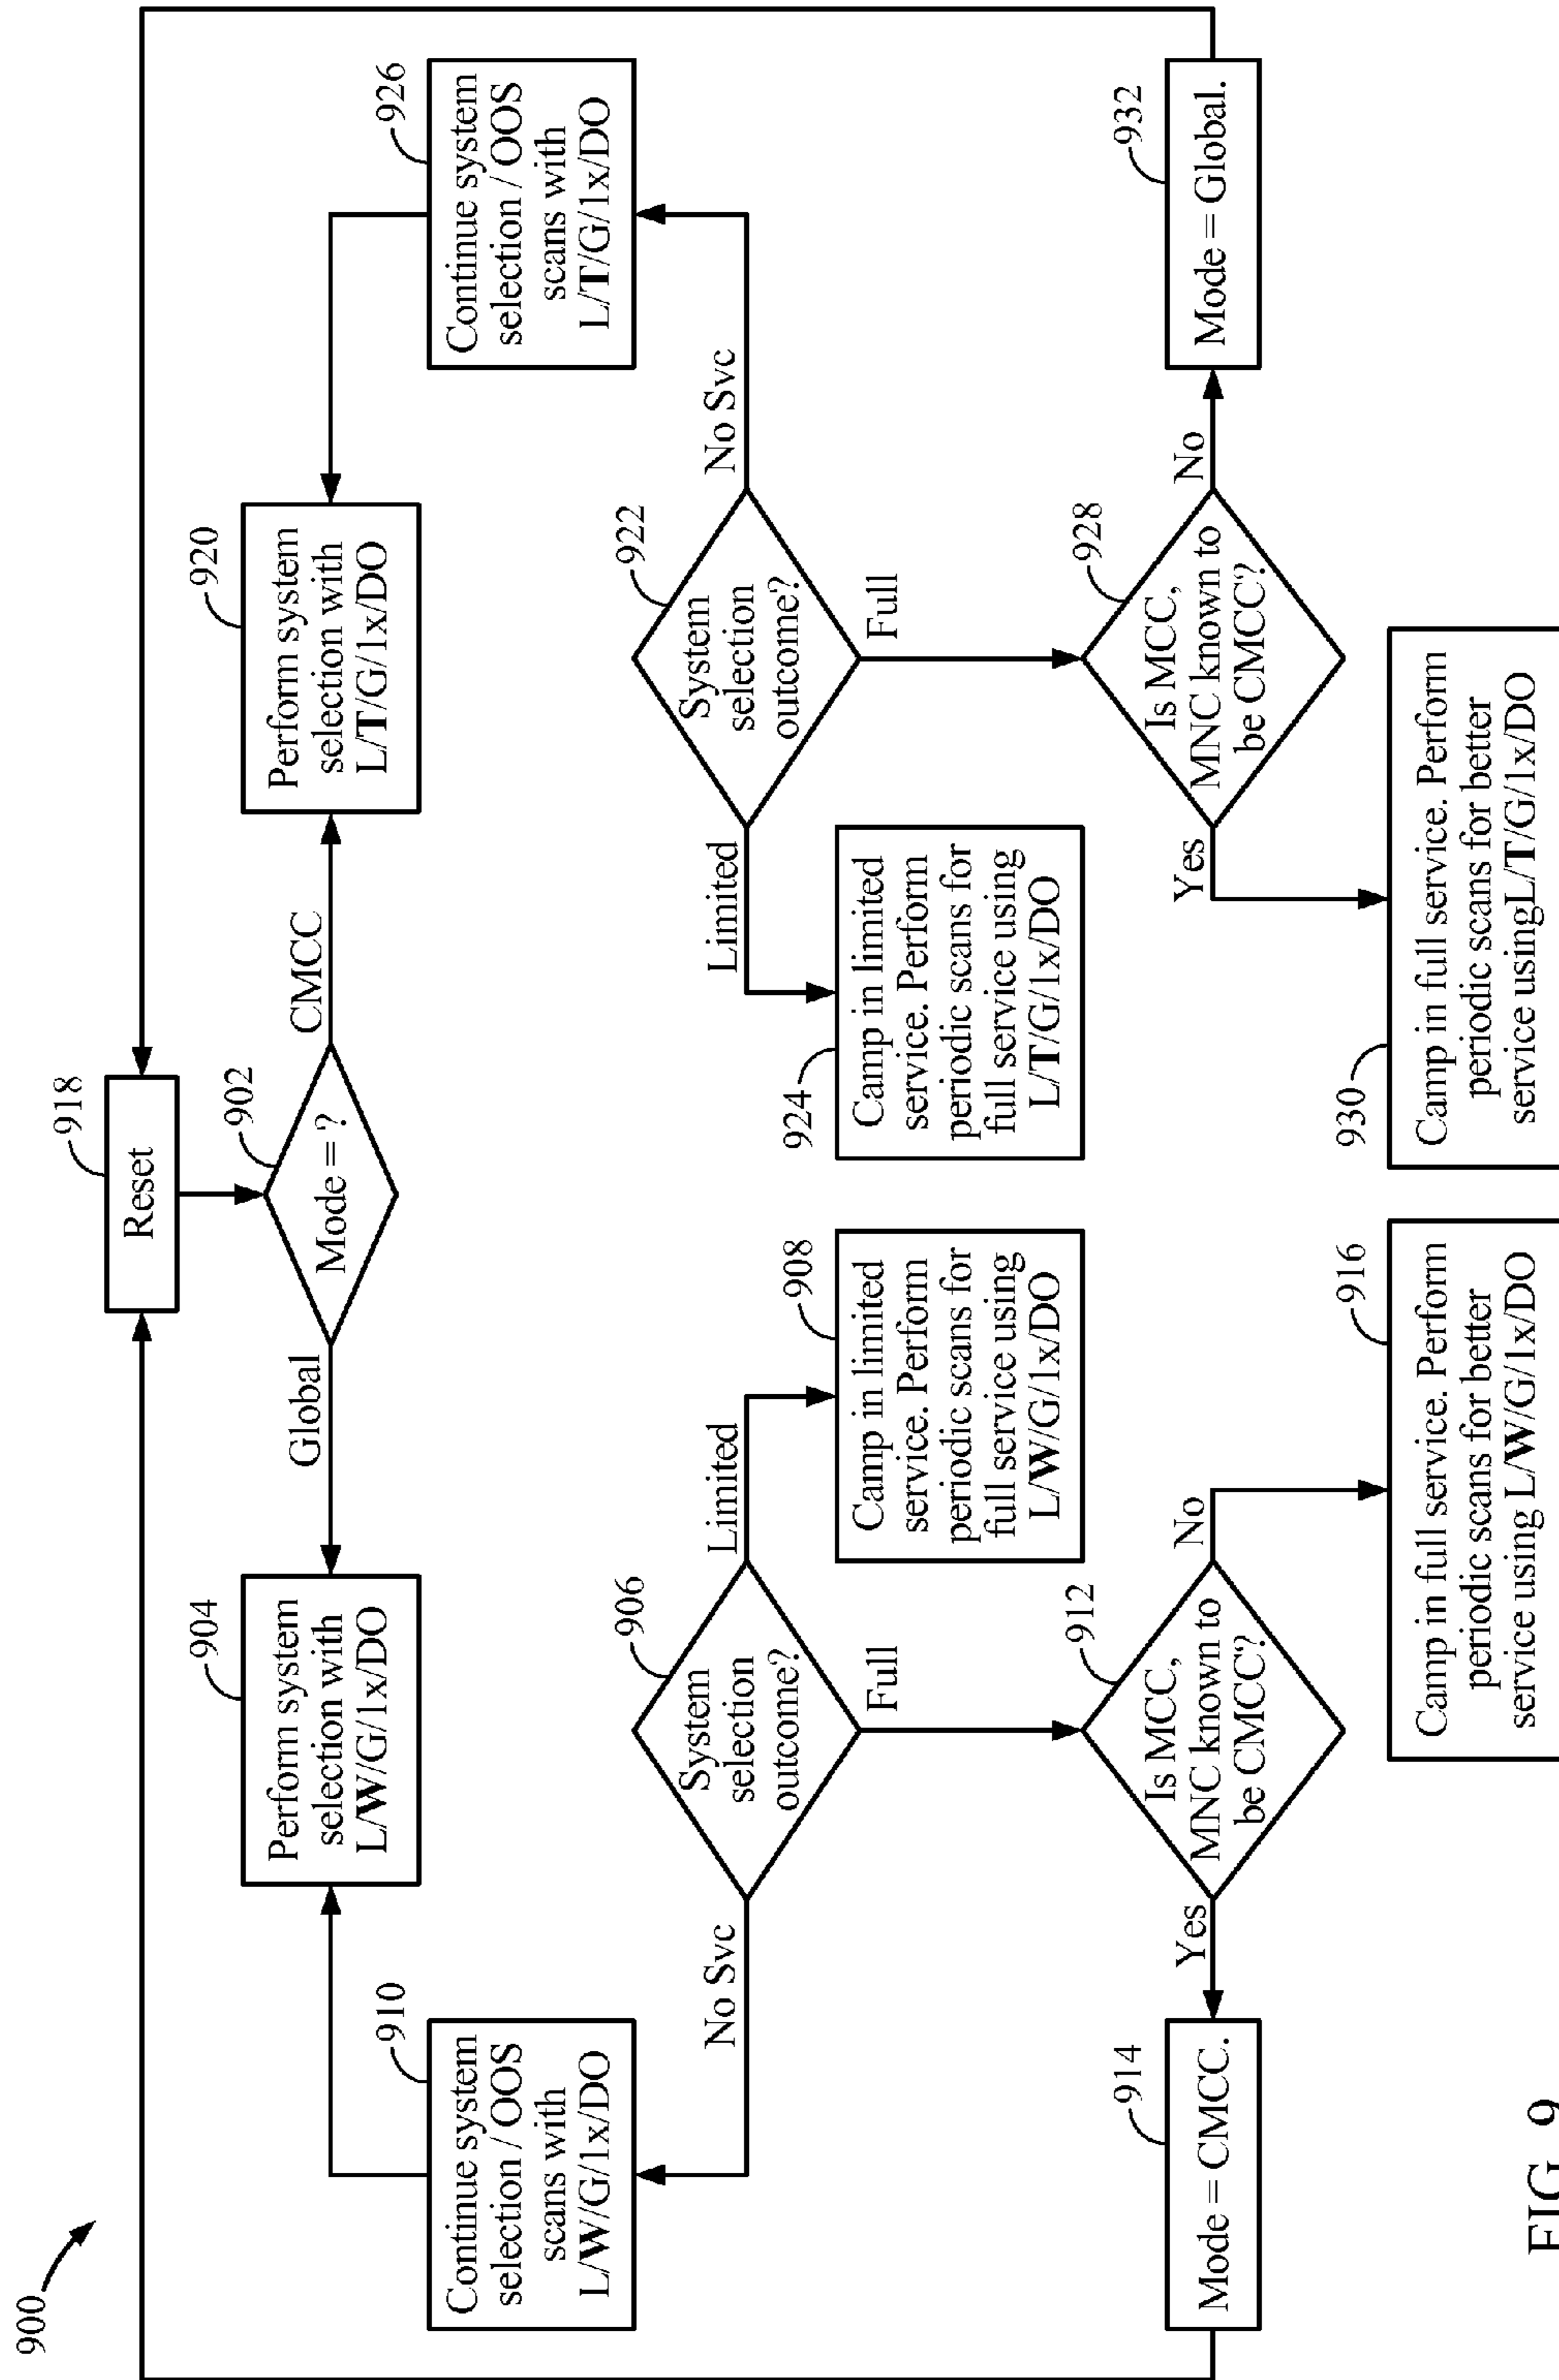 900
918
Reset
902
Mode = ?
Global
CMCC
904
Perform system
selection with
L/W/G/1x/DO
920
Perform system
selection with
L/T/G/1x/DO
910
Continue system
selection / OOS
scans with
L/W/G/1x/DO
926
Continue system
selection / OOS
scans with
L/T/G/1x/DO
906
System
selection
outcome?
No Svc
Limited
Full
908
Camp in limited
service. Perform
periodic scans for
full service using
L/W/G/1x/DO
922
System
selection
outcome?
Limited
No Svc
Full
924
Camp in limited
service. Perform
periodic scans for
full service using
L/T/G/1x/DO
912
Is MCC,
MNC known to
be CMCC?
Yes
No
914
Mode = CMCC.
916
Camp in full service. Perform
periodic scans for better
service using L/W/G/1x/DO
928
Is MCC,
MNC known to
be CMCC?
Yes
No
930
Camp in full service. Perform
periodic scans for better
service usingL/T/G/1x/DO
932
Mode = Global.
FIG. 9